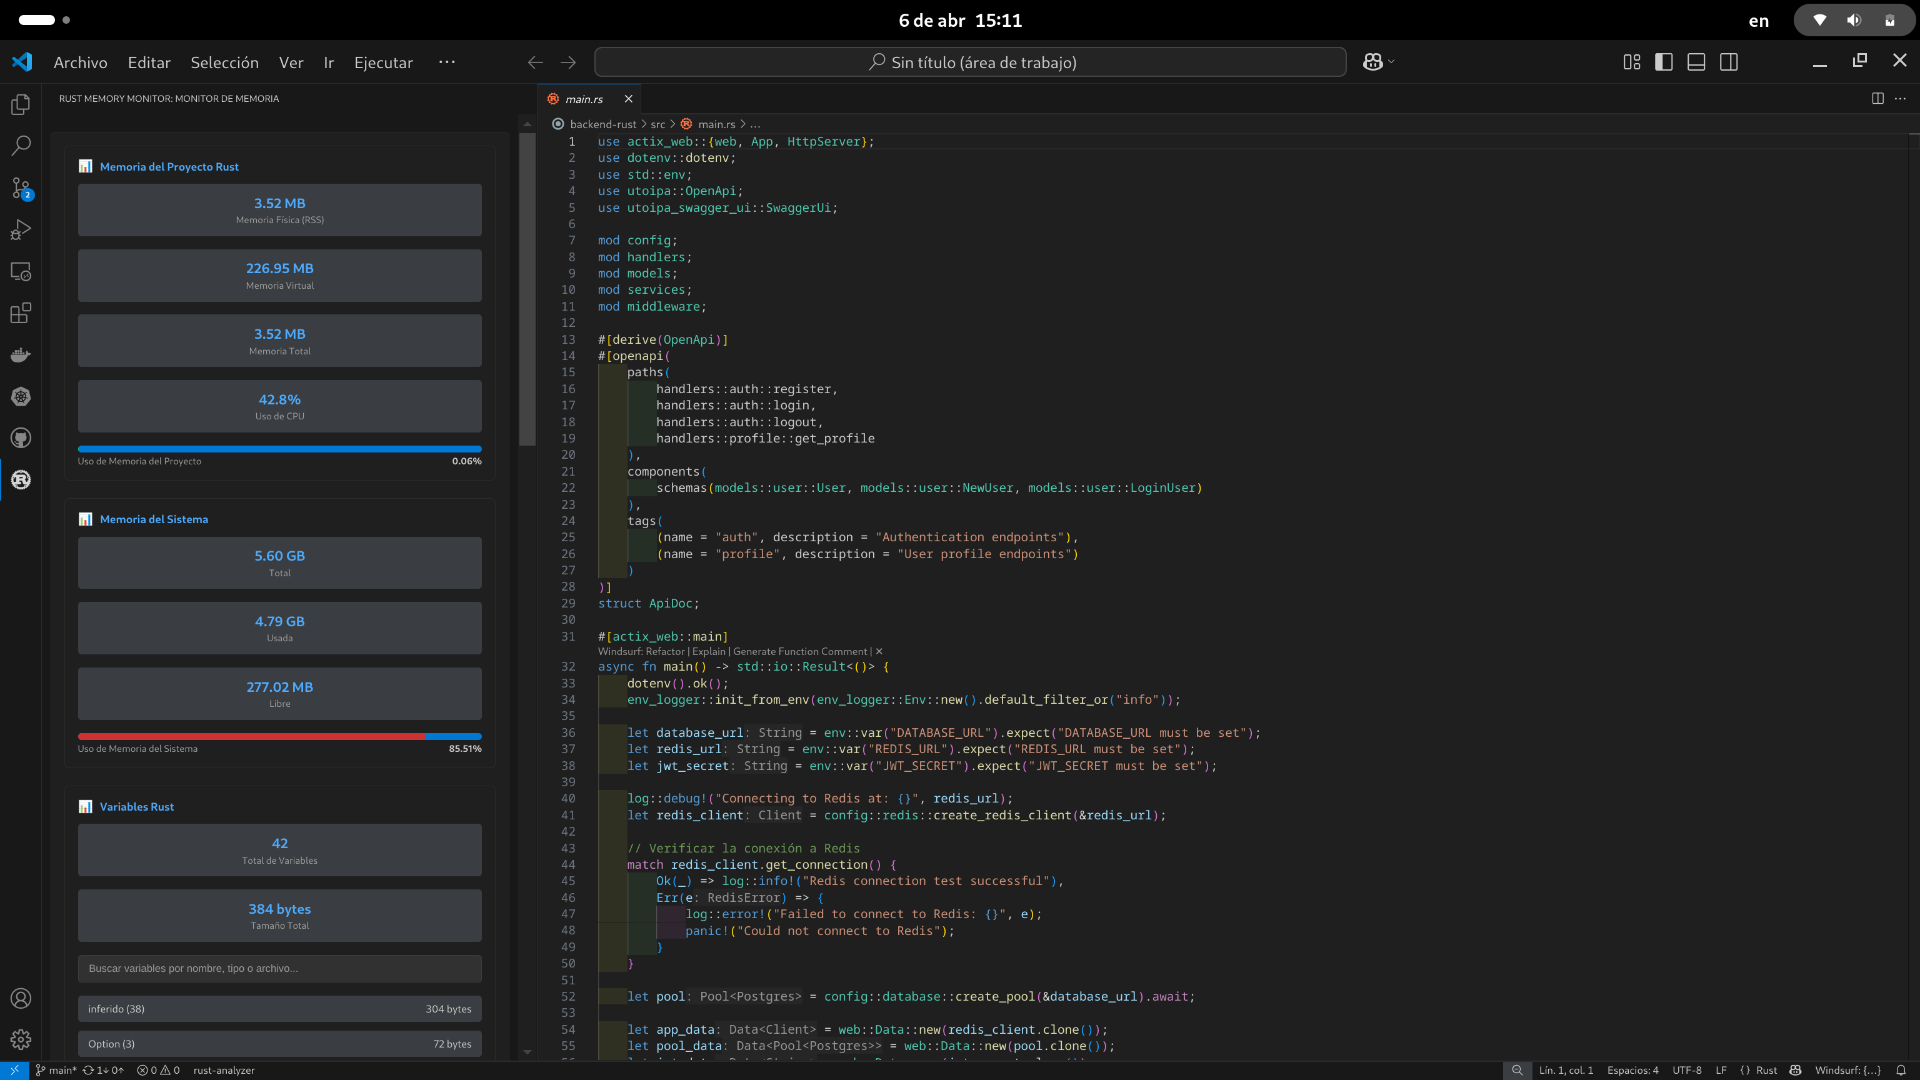 6 de abr 15:11
en
Archivo Editar Selección Ver Ir Ejecutar ···
Sin título (área de trabajo)
RUST MEMORY MONITOR: MONITOR DE MEMORIA
Memoria del Proyecto Rust
3.52 MB
Memoria Física (RSS)
226.95 MB
Memoria Virtual
3.52 MB
Memoria Total
42.8%
Uso de CPU
Uso de Memoria del Proyecto 0.06%
Memoria del Sistema
5.60 GB
Total
4.79 GB
Usada
277.02 MB
Libre
Uso de Memoria del Sistema 85.51%
Variables Rust
42
Total de Variables
384 bytes
Tamaño Total
Buscar variables por nombre, tipo o archivo...
inferido (38) 304 bytes
Option (3) 72 bytes
2
main.rs
backend-rust > src > main.rs > ...
1 use actix_web::{web, App, HttpServer};
2 use dotenv::dotenv;
3 use std::env;
4 use utoipa::OpenApi;
5 use utoipa_swagger_ui::SwaggerUi;
6
7 mod config;
8 mod handlers;
9 mod models;
10 mod services;
11 mod middleware;
12
13 #[derive(OpenApi)]
14 #[openapi(
15 paths(
16 handlers::auth::register,
17 handlers::auth::login,
18 handlers::auth::logout,
19 handlers::profile::get_profile
20 ),
21 components(
22 schemas(models::user::User, models::user::NewUser, models::user::LoginUser)
23 ),
24 tags(
25 (name = "auth", description = "Authentication endpoints"),
26 (name = "profile", description = "User profile endpoints")
27 )
28 )]
29 struct ApiDoc;
30
31 #[actix_web::main]
Windsurf: Refactor | Explain | Generate Function Comment | ×
32 async fn main() -> std::io::Result<()> {
33 dotenv().ok();
34 env_logger::init_from_env(env_logger::Env::new().default_filter_or("info"));
35
36 let database_url: String = env::var("DATABASE_URL").expect("DATABASE_URL must be set");
37 let redis_url: String = env::var("REDIS_URL").expect("REDIS_URL must be set");
38 let jwt_secret: String = env::var("JWT_SECRET").expect("JWT_SECRET must be set");
39
40 log::debug!("Connecting to Redis at: {}", redis_url);
41 let redis_client: Client = config::redis::create_redis_client(&redis_url);
42
43 // Verificar la conexión a Redis
44 match redis_client.get_connection() {
45 Ok(_) => log::info!("Redis connection test successful"),
46 Err(e: RedisError) => {
47 log::error!("Failed to connect to Redis: {}", e);
48 panic!("Could not connect to Redis");
49 }
50 }
51
52 let pool: Pool<Postgres> = config::database::create_pool(&database_url).await;
53
54 let app_data: Data<Client> = web::Data::new(redis_client.clone());
55 let pool_data: Data<Pool<Postgres>> = web::Data::new(pool.clone());
main* 1↓ 0↑ 0 0 rust-analyzer
Lín. 1, col. 1 Espacios: 4 UTF-8 LF {} Rust Windsurf: {...}